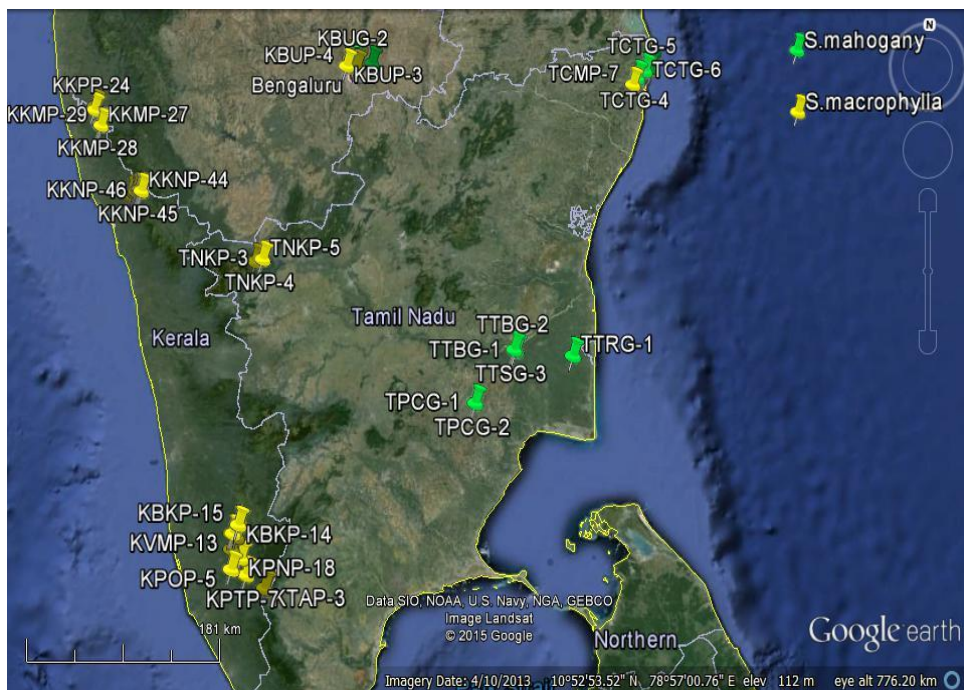 S.mahogany
S.macrophylla
N
KBUG-2
KBUP-4
KBUP-3
Bengaluru
TCTG-5
TCMP-7
TCTG-6
TCTG-4
KKPP-24
KKMP-29
KKMP-27
KKMP-28
KKNP-46
KKNP-44
KKNP-45
TNKP-3
TNKP-5
TNKP-4
Kerala
Tamil Nadu
TTBG-2
TTBG-1
TTRG-1
TTSG-3
TPCG-1
TPCG-2
KBKP-15
KBKP-14
KVMP-13
KPOP-5
KPNP-18
KPTP-7
KTAP-3
181 km
Data SIO, NOAA, U.S. Navy, NGA, GEBCO
Image Landsat
© 2015 Google
Northern
Google earth
Imagery Date: 4/10/2013 10°52'53.52" N 78°57'00.76" E elev 112 m eye alt 776.20 km